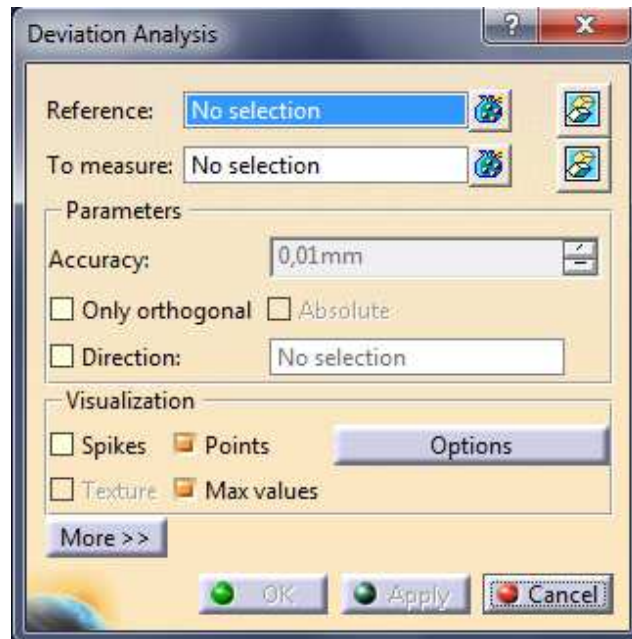 Deviation Analysis
Reference: No selection
To measure: No selection
Parameters
Accuracy: 0,01mm
Only orthogonal Absolute
Direction: No selection
Visualization
Spikes Points Options
Texture Max values
More >>
OK Apply Cancel